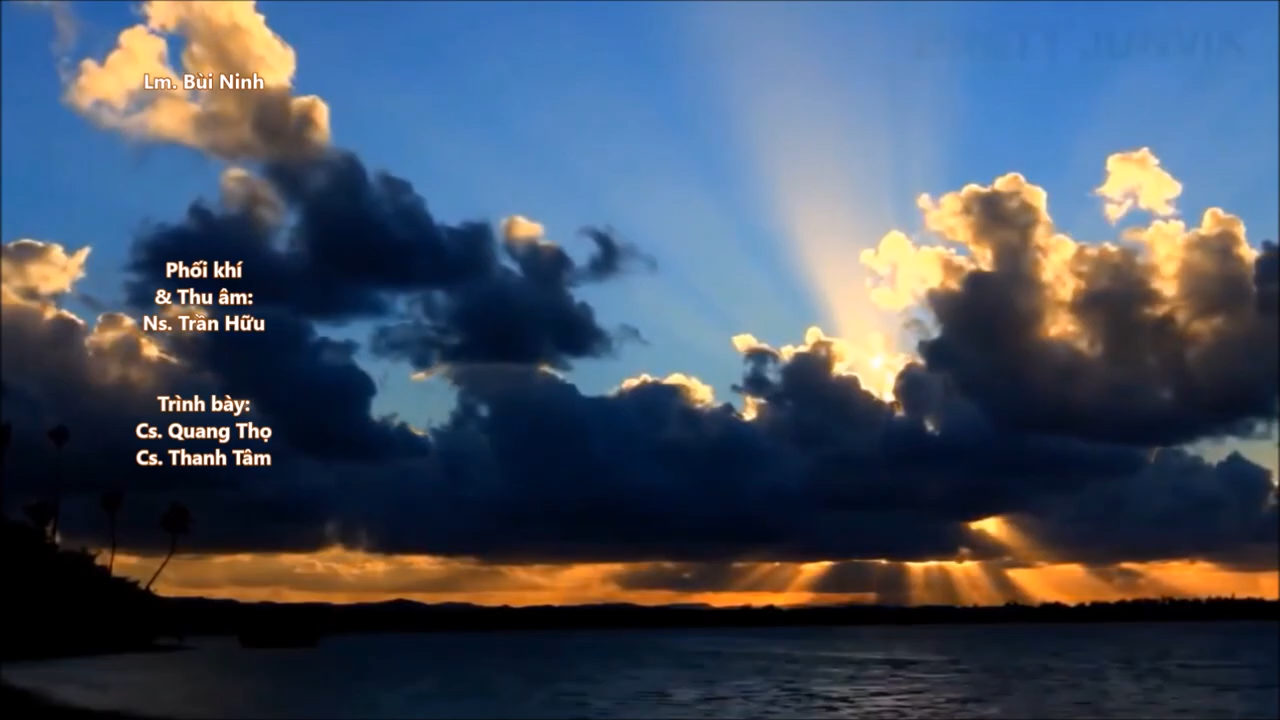 Lm. Bùi Ninh
Phối khí
& Thu âm:
Ns. Trần Hữu
Trình bày:
Cs. Quang Thọ
Cs. Thanh Tâm